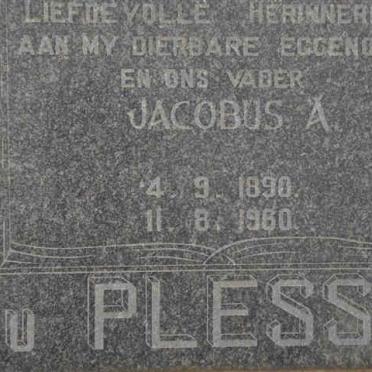 LIEFDEVOLLE HERINNERI
AAN MY DIERBARE EGGENO
EN ONS VADER
JACOBUS A.
4. 9. 1890.
11. 8. 1960.
U PLESS